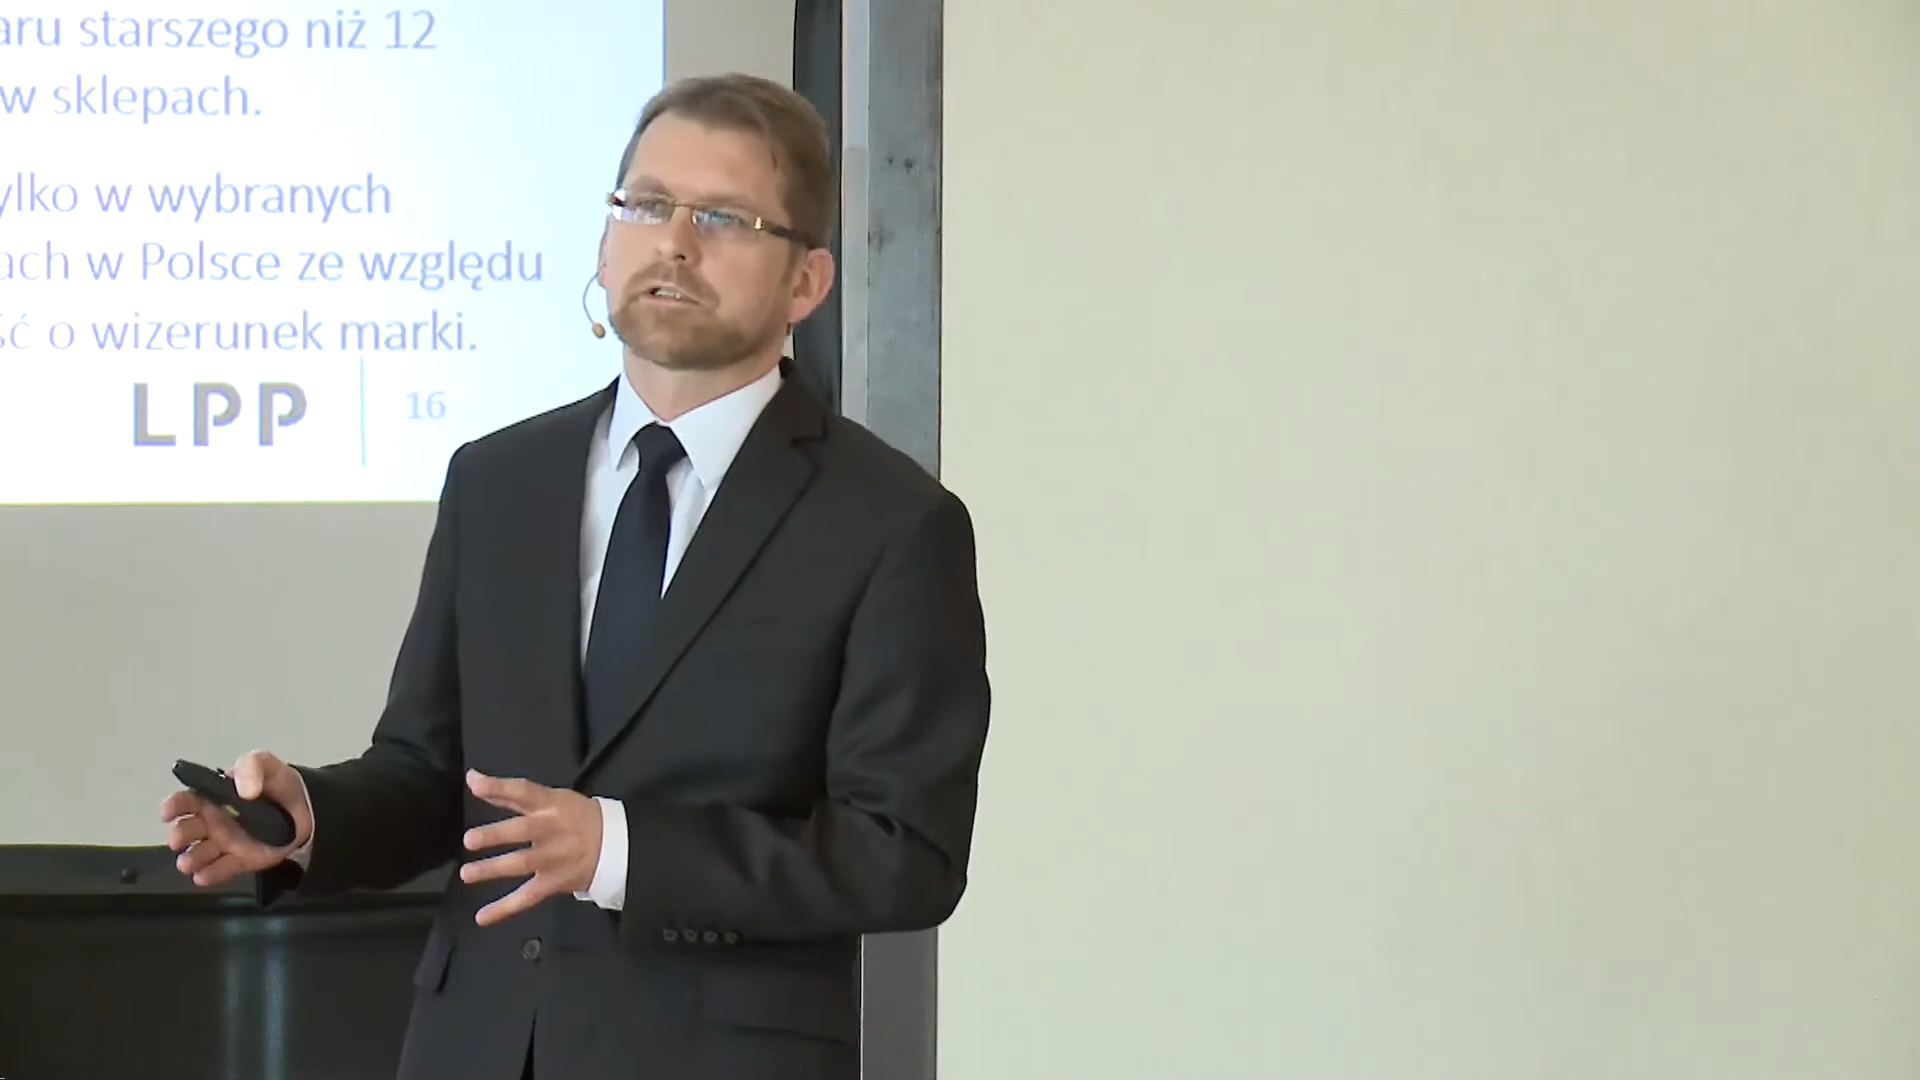 aru starszego niż 12
w sklepach.
ylko w wybranych
ach w Polsce ze względu
ść o wizerunek marki.
LPP
16